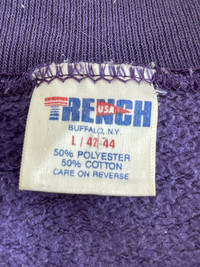 TRENCH
USA
BUFFALO, N.Y.
L / 42-44
50% POLYESTER
50% COTTON
CARE ON REVERSE